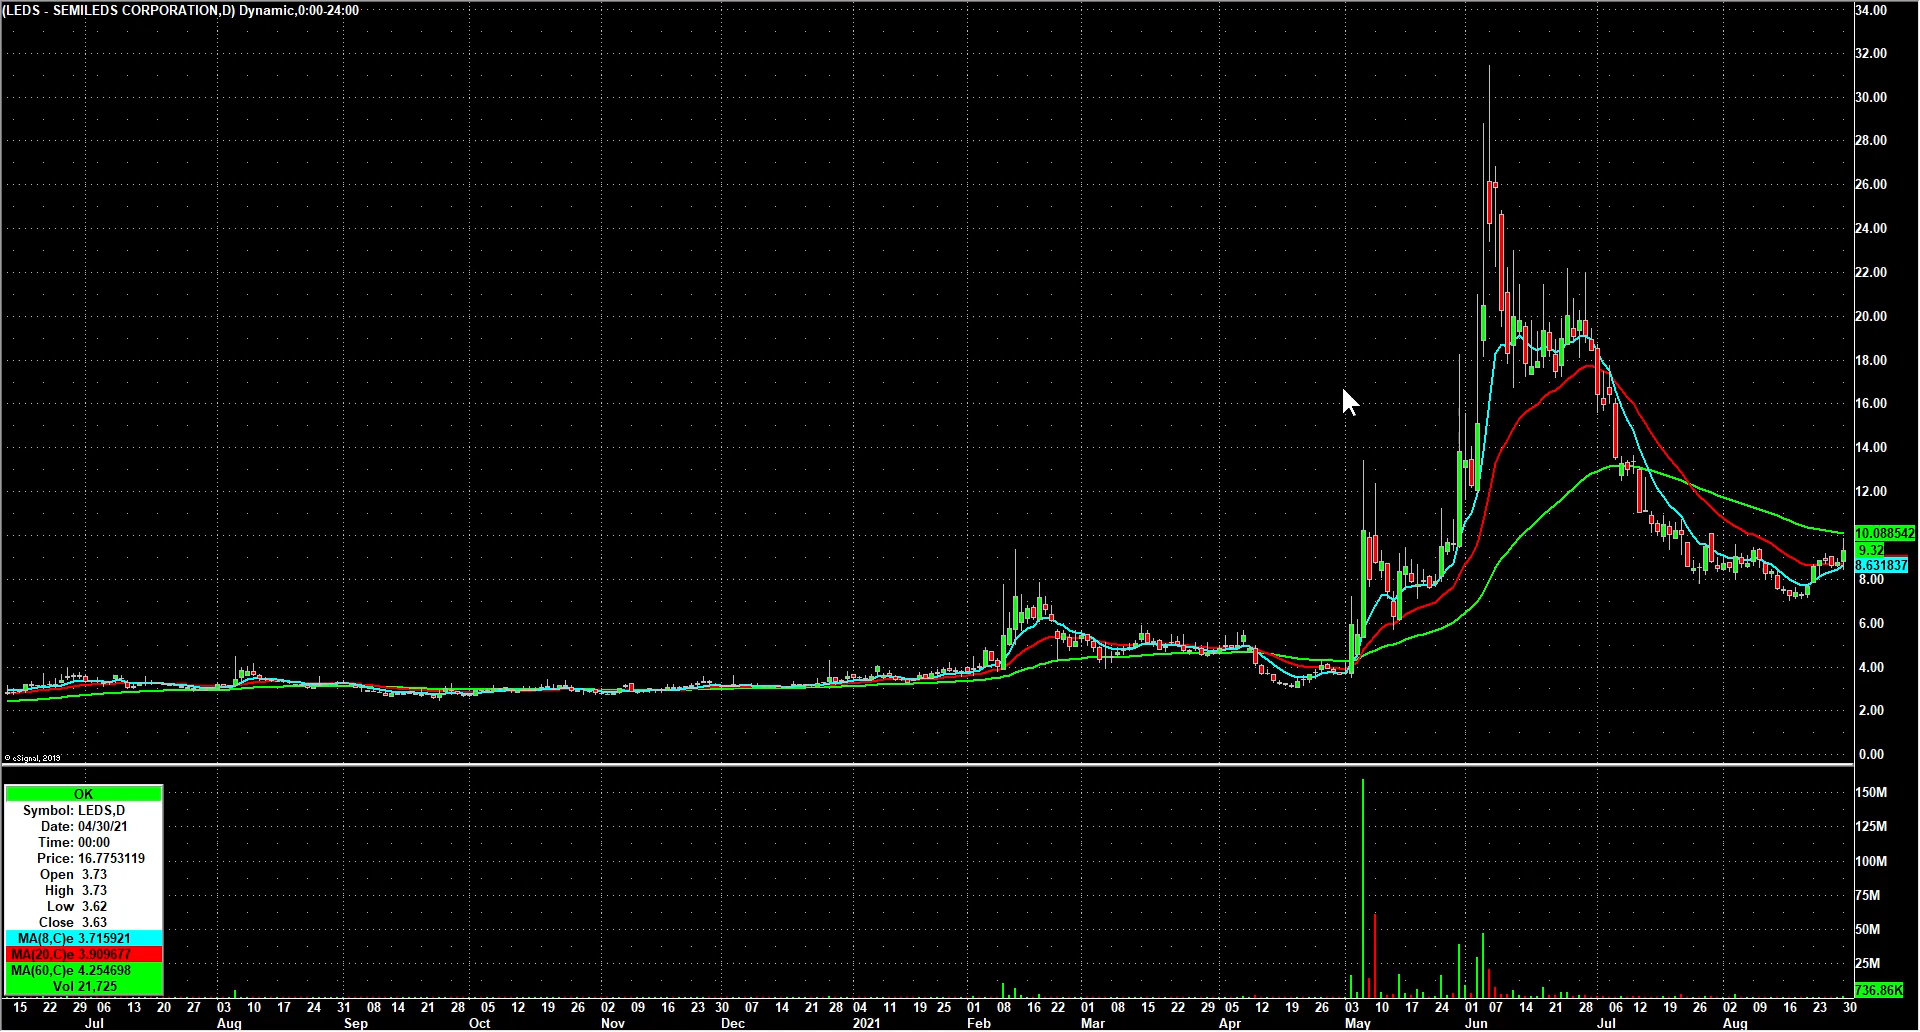 (LEDS - SEMILEDS CORPORATION,D) Dynamic,0:00-24:00
34.00
32.00
30.00
28.00
26.00
24.00
22.00
20.00
18.00
16.00
14.00
12.00
10.088542
9.32
8.631837
8.00
6.00
4.00
2.00
0.00
© eSignal, 2019
150M
125M
100M
75M
50M
25M
736.86K
OK
Symbol: LEDS,D
Date: 04/30/21
Time: 00:00
Price: 16.7753119
Open 3.73
High 3.73
Low 3.62
Close 3.63
MA(8,C)e 3.715921
MA(20,C)e 3.909677
MA(60,C)e 4.254698
Vol 21,725
15 22 29 06 13 20 27 03 10 17 24 31 08 14 21 28 05 12 19 26 02 09 16 23 30 07 14 21 28 04 11 19 25 01 08 16 22 01 08 15 22 29 05 12 19 26 03 10 17 24 01 07 14 21 28 06 12 19 26 02 09 16 23 30
Jul Aug Sep Oct Nov Dec 2021 Feb Mar Apr May Jun Jul Aug